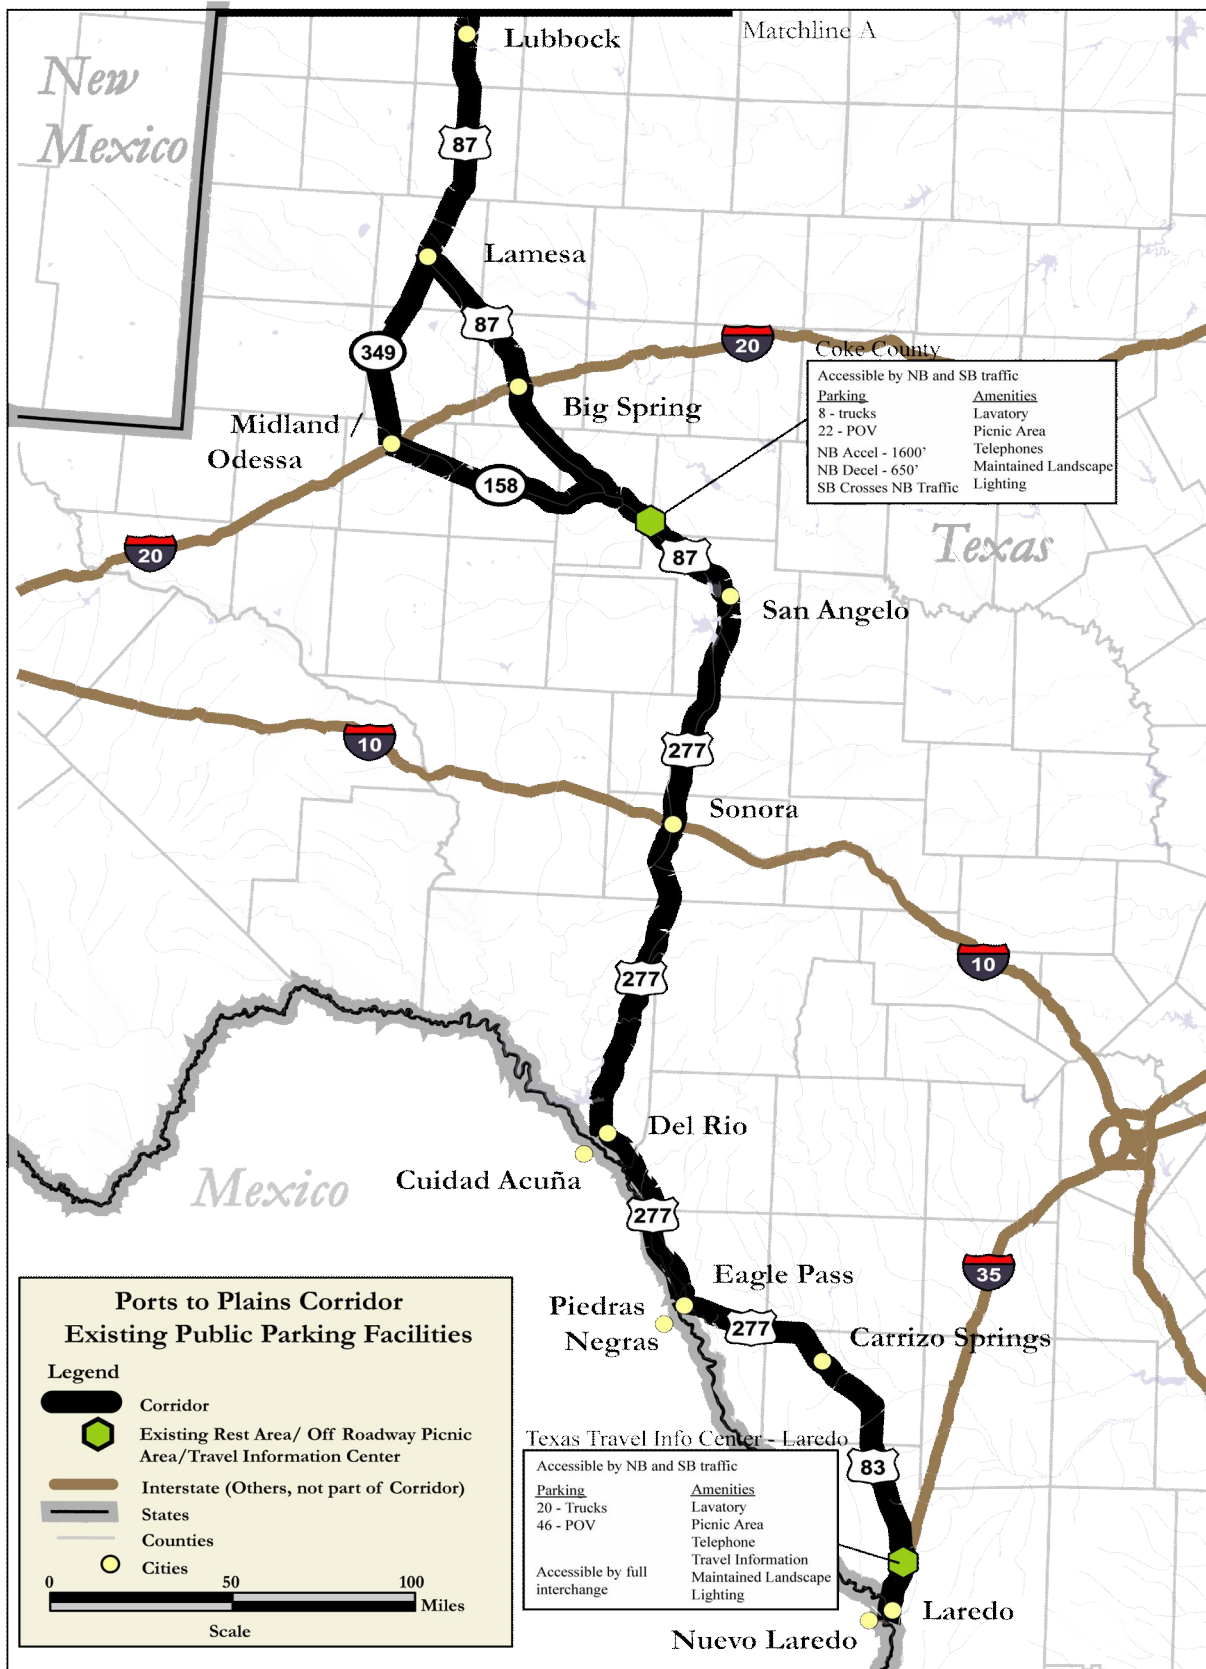 Matchline A
Lubbock
New
Mexico
87
Lamesa
87
349
20
Coke County
Accessible by NB and SB traffic
Parking
Amenities
8 - trucks
Lavatory
22 - POV
Picnic Area
Telephones
NB Accel - 1600'
NB Decel - 650'
Maintained Landscape
SB Crosses NB Traffic
Lighting
Big Spring
Midland /
Odessa
158
20
87
Texas
San Angelo
10
277
Sonora
10
277
Del Rio
Cuidad Acuña
Mexico
277
35
Eagle Pass
Piedras
Negras
277
Carrizo Springs
Texas Travel Info Center - Laredo
Accessible by NB and SB traffic
Parking
Amenities
20 - Trucks
Lavatory
46 - POV
Picnic Area
Telephone
Travel Information
Accessible by full
interchange
Maintained Landscape
Lighting
83
Laredo
Nuevo Laredo
Ports to Plains Corridor
Existing Public Parking Facilities
Legend
Corridor
Existing Rest Area/ Off Roadway Picnic
Area/Travel Information Center
Interstate (Others, not part of Corridor)
States
Counties
Cities
0 50 100
Miles
Scale